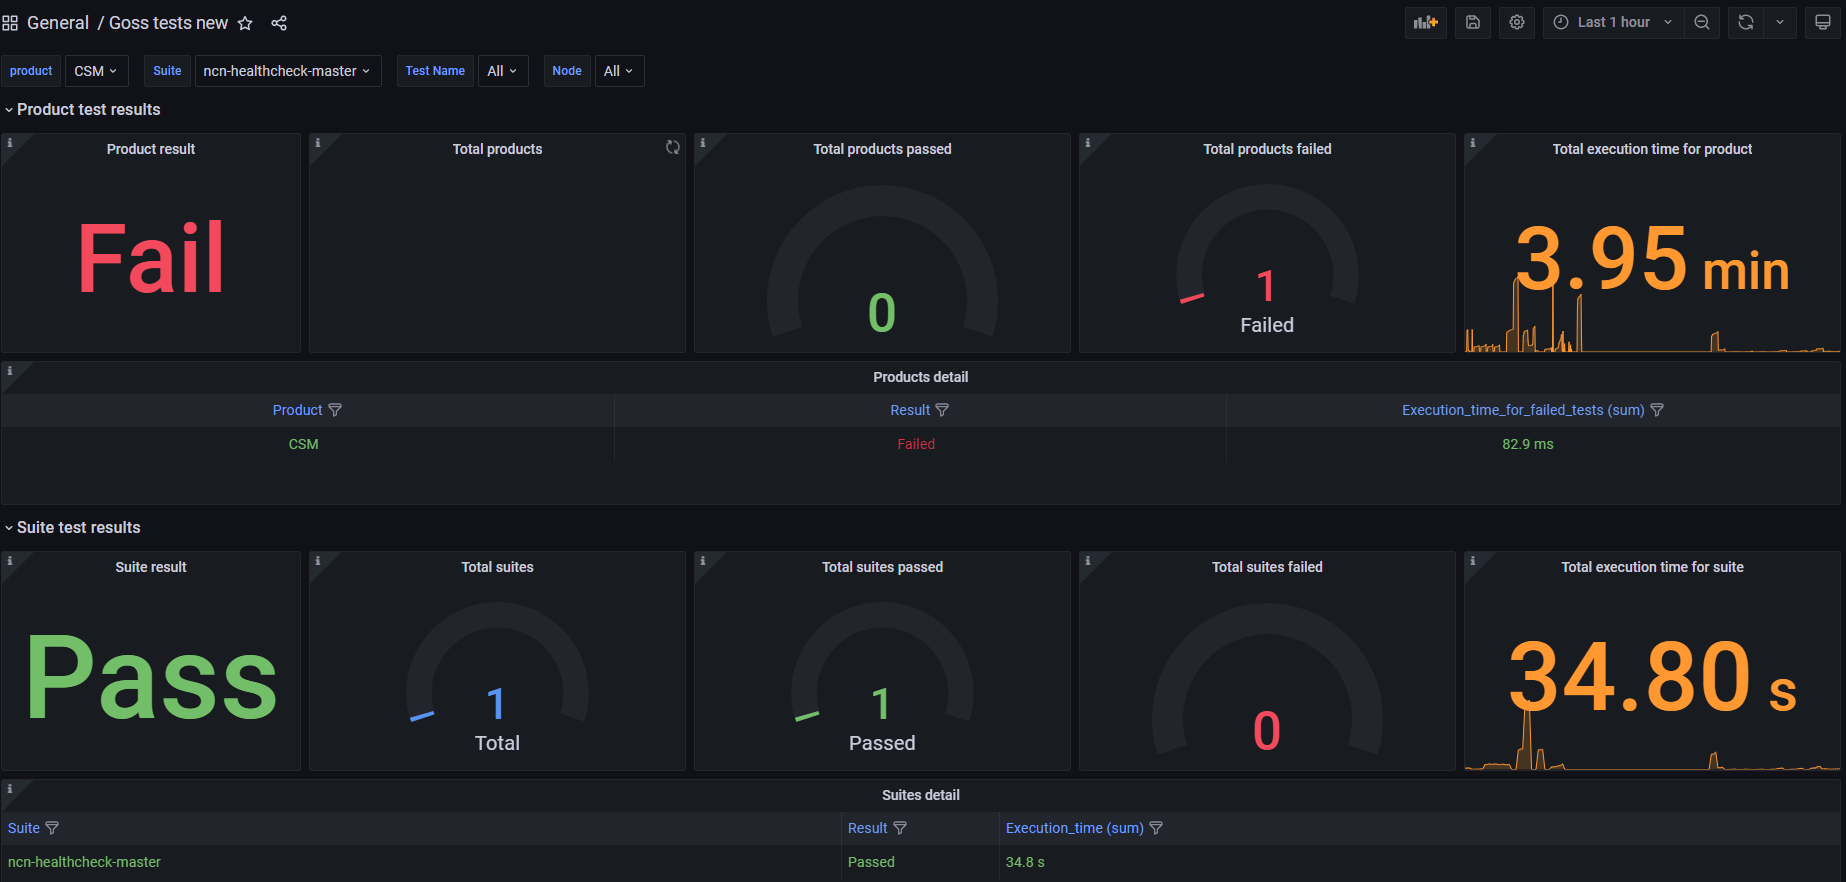 General / Goss tests new
Last 1 hour
product CSM Suite ncn-healthcheck-master Test Name All Node All
Product test results
Product result
Fail
Total products
Total products passed
0
Total products failed
1
Failed
Total execution time for product
3.95 min
Products detail
Product Result Execution_time_for_failed_tests (sum)
CSM Failed 82.9 ms
Suite test results
Suite result
Pass
Total suites
1
Total
Total suites passed
1
Passed
Total suites failed
0
Total execution time for suite
34.80 s
Suites detail
Suite Result Execution_time (sum)
ncn-healthcheck-master Passed 34.8 s